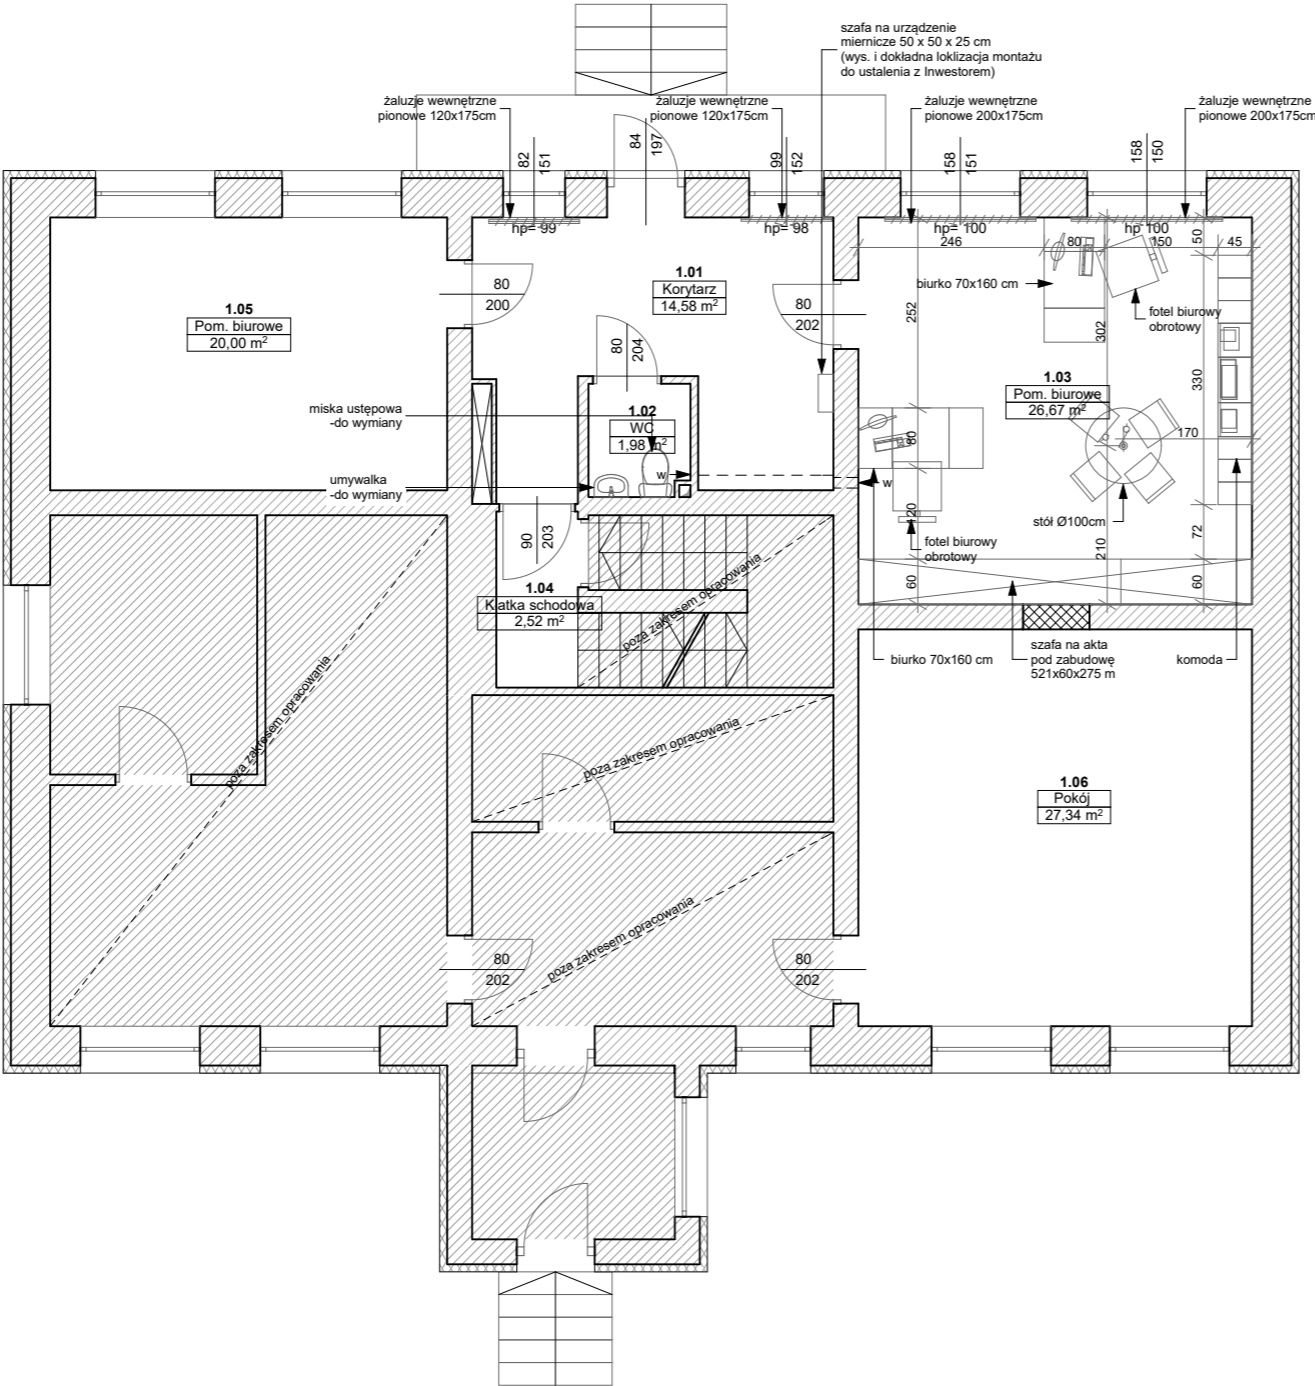 szafa na urządzenie
miernicze 50 x 50 x 25 cm
(wys. i dokładna loklizacja montażu
do ustalenia z Inwestorem)
żaluzje wewnętrzne
pionowe 120x175cm
żaluzje wewnętrzne
pionowe 120x175cm
żaluzje wewnętrzne
pionowe 200x175cm
żaluzje wewnętrzne
pionowe 200x175cm
82
151
84
197
99
152
158
151
158
150
hp= 99
hp= 98
hp= 100
hp 100
246
80
150
50
45
1.05
Pom. biurowe
20,00 m²
80
200
1.01
Korytarz
14,58 m²
80
202
biurko 70x160 cm
fotel biurowy
obrotowy
252
302
330
80
204
1.03
Pom. biurowe
26,67 m²
170
miska ustępowa
-do wymiany
1.02
WC
1,98 m²
80
umywalka
-do wymiany
w
w
120
stół Ø100cm
fotel biurowy
obrotowy
210
72
60
60
90
203
1.04
Klatka schodowa
2,52 m²
poza zakresem opracowania
biurko 70x160 cm
szafa na akta
pod zabudowę
521x60x275 m
komoda
poza zakresem opracowania
poza zakresem opracowania
1.06
Pokój
27,34 m²
poza zakresem opracowania
80
202
80
202